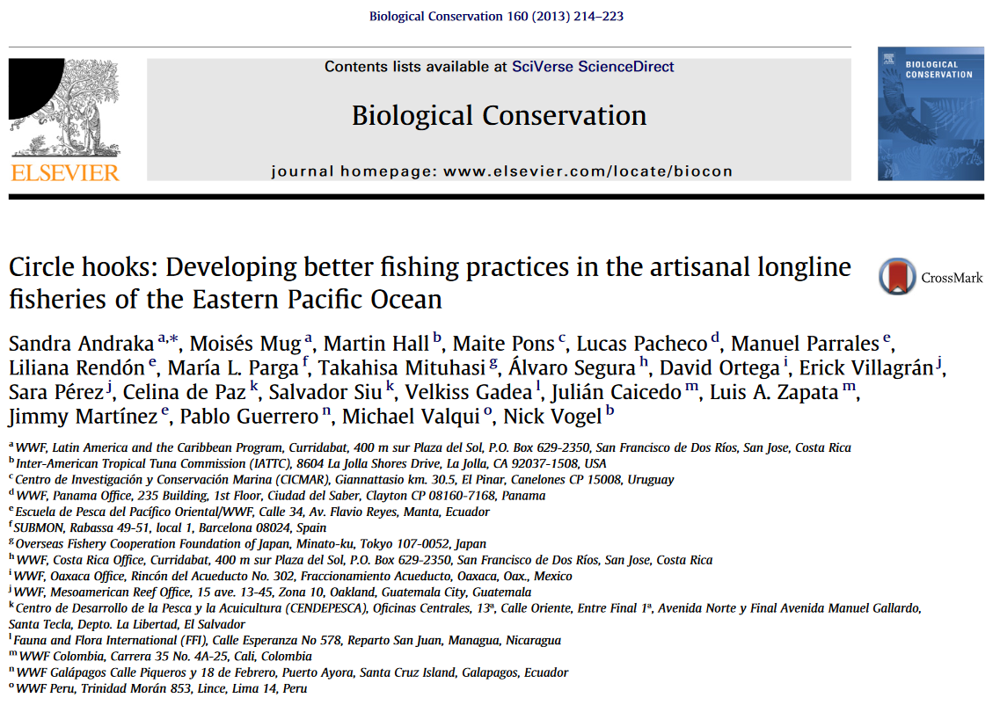 Biological Conservation 160 (2013) 214–223
Contents lists available at SciVerse ScienceDirect
Biological Conservation
journal homepage: www.elsevier.com/locate/biocon
ELSEVIER
BIOLOGICAL
CONSERVATION
Circle hooks: Developing better fishing practices in the artisanal longline
fisheries of the Eastern Pacific Ocean
CrossMark
Sandra Andraka a,*, Moisés Mug a, Martin Hall b, Maite Pons c, Lucas Pacheco d, Manuel Parrales e,
Liliana Rendón e, María L. Parga f, Takahisa Mituhasi g, Álvaro Segura h, David Ortega i, Erick Villagrán j,
Sara Pérez j, Celina de Paz k, Salvador Siu k, Velkiss Gadea l, Julián Caicedo m, Luis A. Zapata m,
Jimmy Martínez e, Pablo Guerrero n, Michael Valqui o, Nick Vogel b
a WWF, Latin America and the Caribbean Program, Curridabat, 400 m sur Plaza del Sol, P.O. Box 629-2350, San Francisco de Dos Ríos, San Jose, Costa Rica
b Inter-American Tropical Tuna Commission (IATTC), 8604 La Jolla Shores Drive, La Jolla, CA 92037-1508, USA
c Centro de Investigación y Conservación Marina (CICMAR), Giannattasio km. 30.5, El Pinar, Canelones CP 15008, Uruguay
d WWF, Panama Office, 235 Building, 1st Floor, Ciudad del Saber, Clayton CP 08160-7168, Panama
e Escuela de Pesca del Pacífico Oriental/WWF, Calle 34, Av. Flavio Reyes, Manta, Ecuador
f SUBMON, Rabassa 49-51, local 1, Barcelona 08024, Spain
g Overseas Fishery Cooperation Foundation of Japan, Minato-ku, Tokyo 107-0052, Japan
h WWF, Costa Rica Office, Curridabat, 400 m sur Plaza del Sol, P.O. Box 629-2350, San Francisco de Dos Ríos, San Jose, Costa Rica
i WWF, Oaxaca Office, Rincón del Acueducto No. 302, Fraccionamiento Acueducto, Oaxaca, Oax., Mexico
j WWF, Mesoamerican Reef Office, 15 ave. 13-45, Zona 10, Oakland, Guatemala City, Guatemala
k Centro de Desarrollo de la Pesca y la Acuicultura (CENDEPESCA), Oficinas Centrales, 13ª, Calle Oriente, Entre Final 1ª, Avenida Norte y Final Avenida Manuel Gallardo,
Santa Tecla, Depto. La Libertad, El Salvador
l Fauna and Flora International (FFI), Calle Esperanza No 578, Reparto San Juan, Managua, Nicaragua
m WWF Colombia, Carrera 35 No. 4A-25, Cali, Colombia
n WWF Galápagos Calle Piqueros y 18 de Febrero, Puerto Ayora, Santa Cruz Island, Galapagos, Ecuador
o WWF Peru, Trinidad Morán 853, Lince, Lima 14, Peru